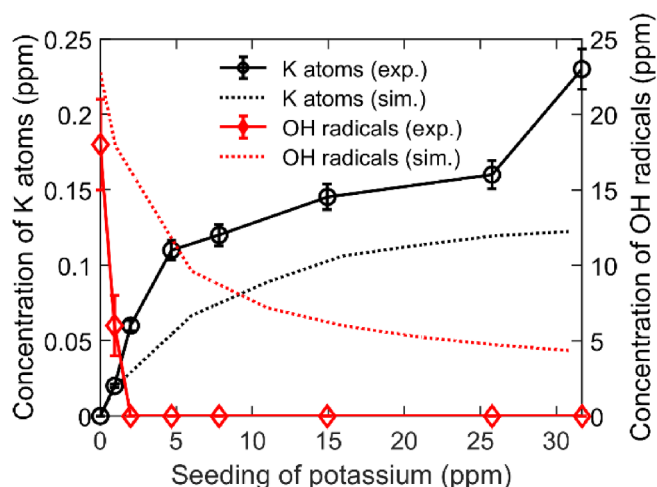 0.25
0.2
0.15
0.1
0.05
0
Concentration of K atoms (ppm)
K atoms (exp.)
K atoms (sim.)
OH radicals (exp.)
OH radicals (sim.)
25
20
15
10
5
0
Concentration of OH radicals (ppm)
0 5 10 15 20 25 30
Seeding of potassium (ppm)